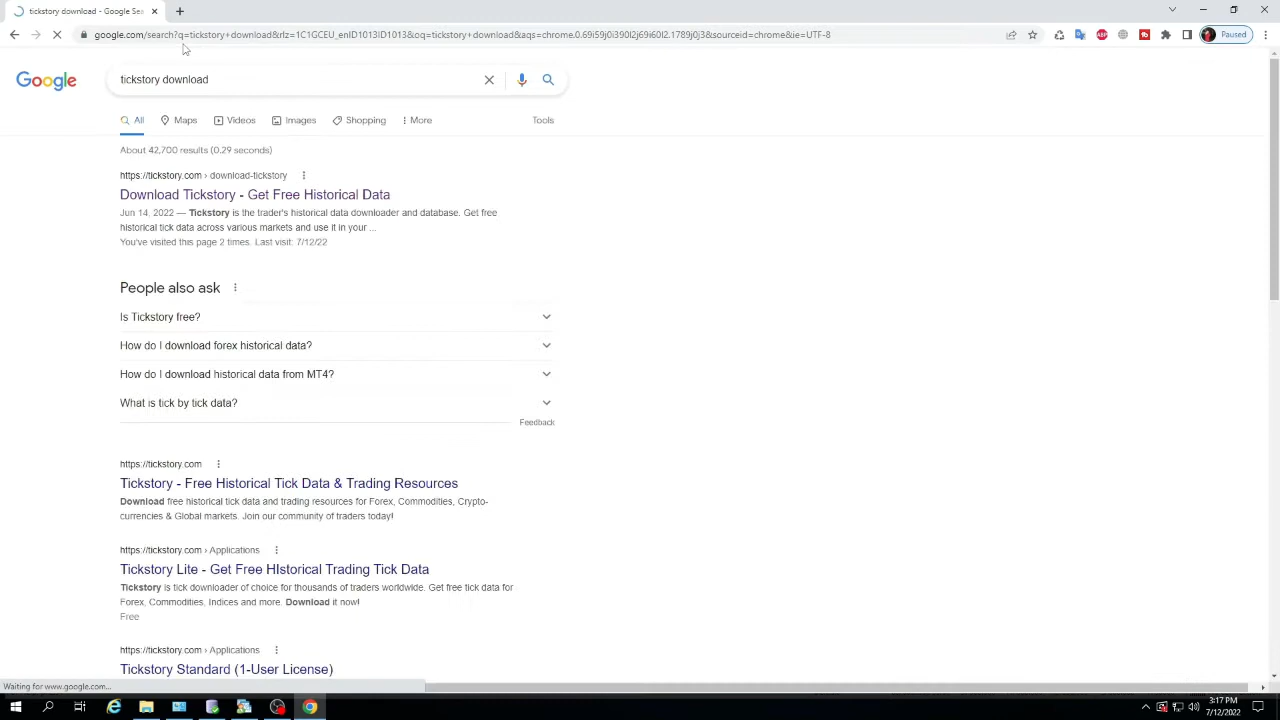 tickstory download - Google Sea
google.com/search?q=tickstory+download&rlz=1C1GCEU_enID1013ID1013&oq=tickstory+download&aqs=chrome.0.69i59j0i390l2j69i60l2.1789j0j3&sourceid=chrome&ie=UTF-8
ABP
Paused
Google
tickstory download
All
Maps
Videos
Images
Shopping
More
Tools
About 42,700 results (0.29 seconds)
https://tickstory.com › download-tickstory
Download Tickstory - Get Free Historical Data
Jun 14, 2022 — Tickstory is the trader's historical data downloader and database. Get free
historical tick data across various markets and use it in your ...
You've visited this page 2 times. Last visit: 7/12/22
People also ask
Is Tickstory free?
How do I download forex historical data?
How do I download historical data from MT4?
What is tick by tick data?
Feedback
https://tickstory.com
Tickstory - Free Historical Tick Data & Trading Resources
Download free historical tick data and trading resources for Forex, Commodities, Crypto-
currencies & Global markets. Join our community of traders today!
https://tickstory.com › Applications
Tickstory Lite - Get Free HIstorical Trading Tick Data
Tickstory is tick downloader of choice for thousands of traders worldwide. Get free tick data for
Forex, Commodities, Indices and more. Download it now!
Free
https://tickstory.com › Applications
Tickstory Standard (1-User License)
Waiting for www.google.com...
3:17 PM
7/12/2022